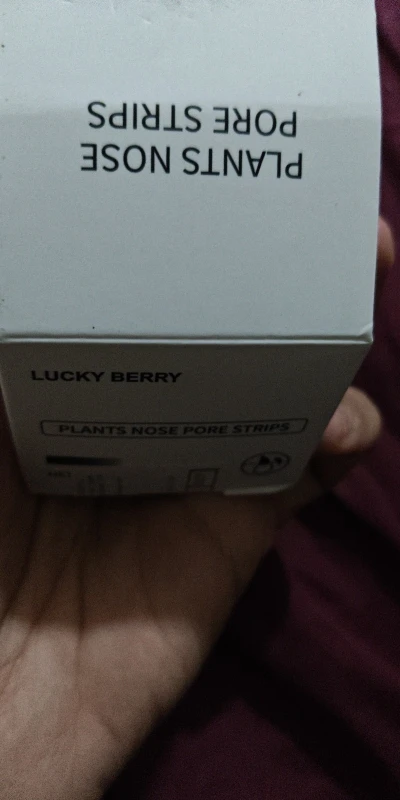 PLANTS NOSE
PORE STRIPS
LUCKY BERRY
PLANTS NOSE PORE STRIPS